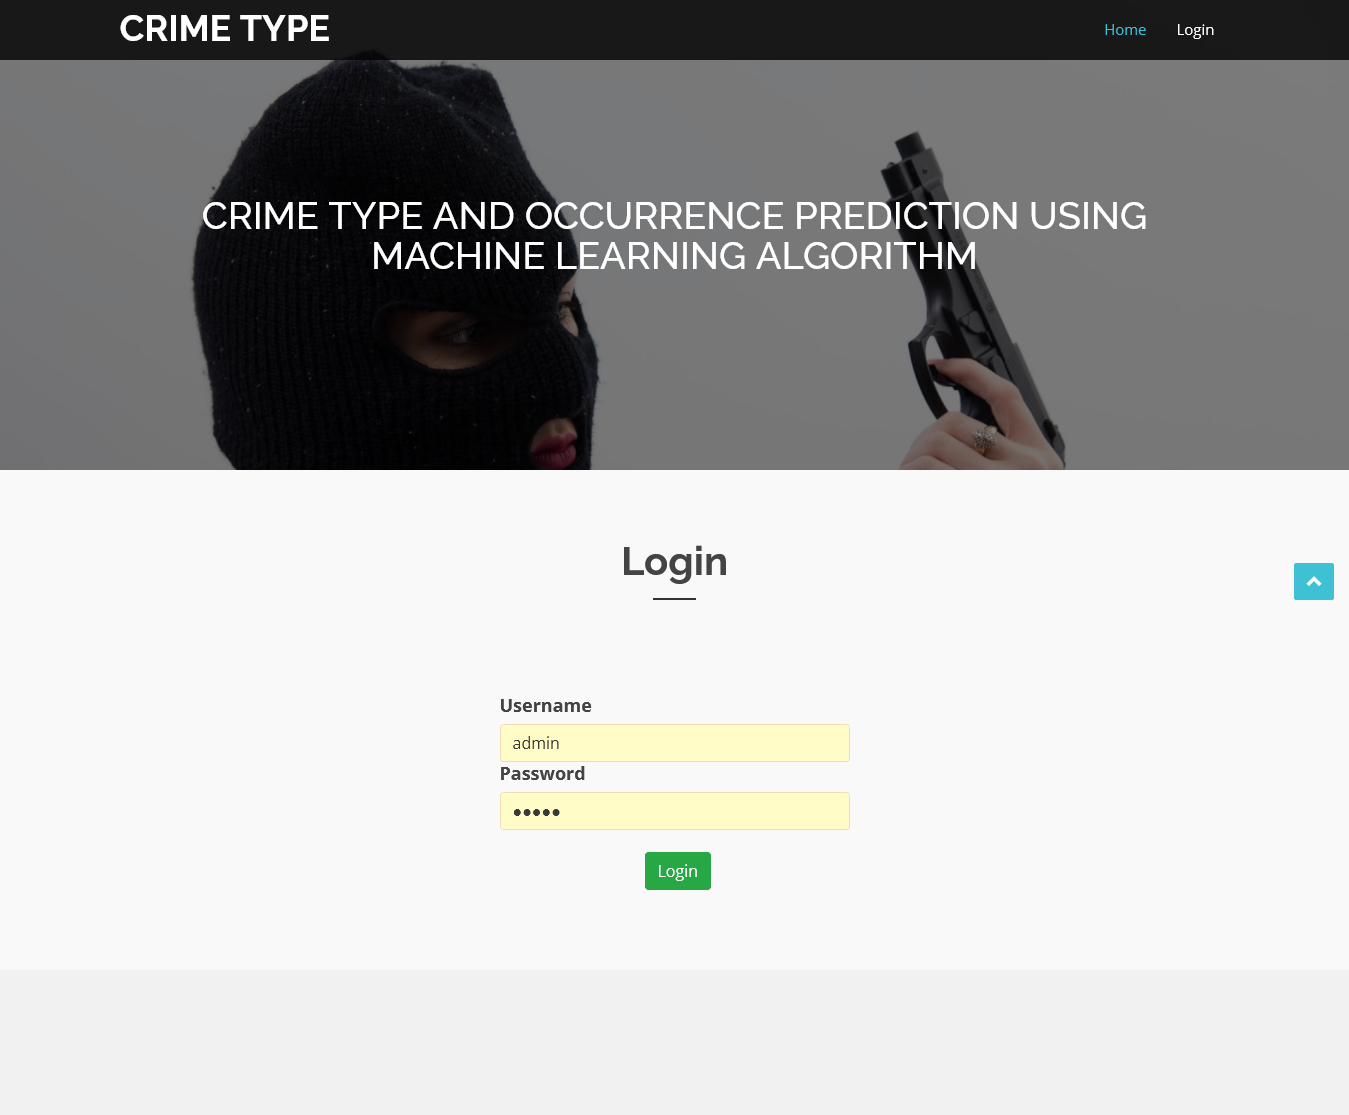 CRIME TYPE
Home
Login
CRIME TYPE AND OCCURRENCE PREDICTION USING
MACHINE LEARNING ALGORITHM
Login
Username
admin
Password
•••••
Login